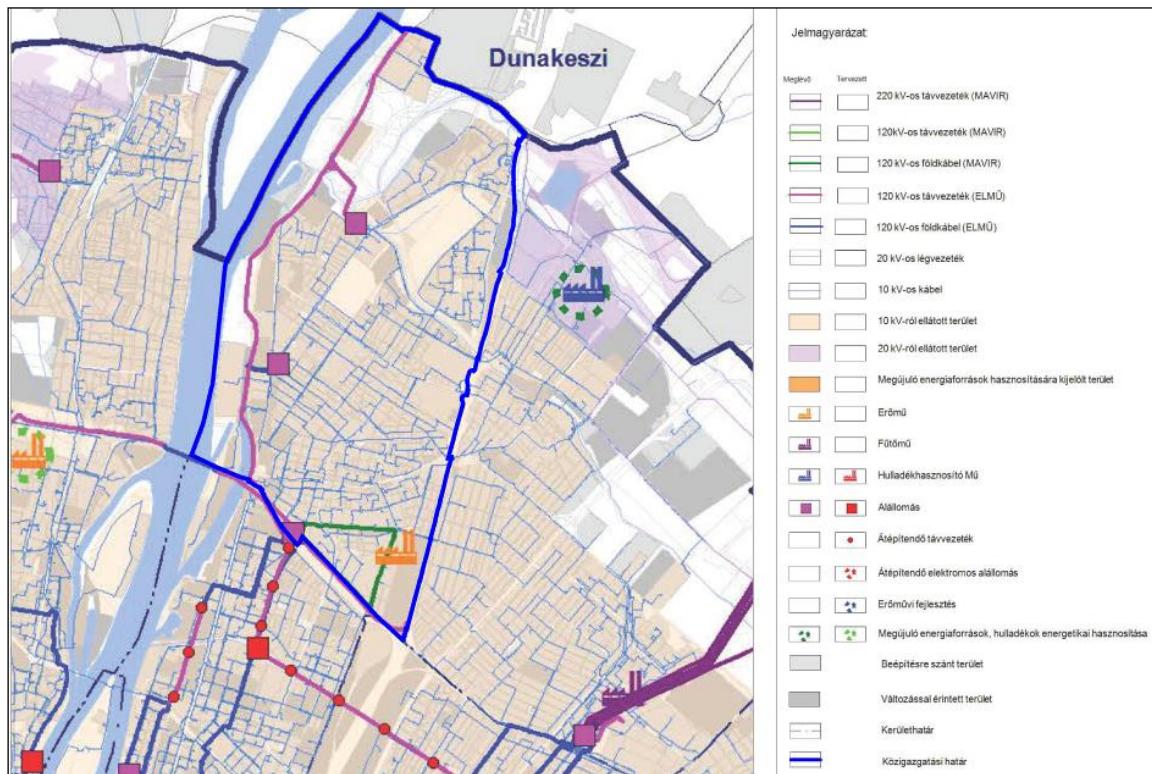 Dunakeszi
Jelmagyarázat:
Meglévő
Tervezett
220 kV-os távvezeték (MAVIR)
120kV-os távvezeték (MAVIR)
120 kV-os földkábel (MAVIR)
120 kV-os távvezeték (ELMŰ)
120 kV-os földkábel (ELMŰ)
20 kV-os légvezeték
10 kV-os kábel
10 kV-ról ellátott terület
20 kV-ról ellátott terület
Megújuló energiaforrások hasznosítására kijelölt terület
Erőmű
Fűtőmű
Hulladékhasznosító Mű
Alállomás
Átépítendő távvezeték
Átépítendő elektromos alállomás
Erőművi fejlesztés
Megújuló energiaforrások, hulladékok energetikai hasznosítása
Beépítésre szánt terület
Változással érintett terület
Kerülethatár
Közigazgatási határ